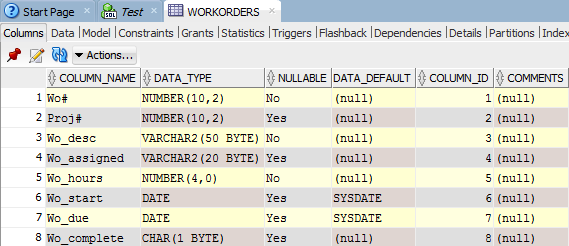 Start Page Test WORKORDERS
Columns Data Model Constraints Grants Statistics Triggers Flashback Dependencies Details Partitions Index
Actions...
COLUMN_NAME DATA_TYPE NULLABLE DATA_DEFAULT COLUMN_ID COMMENTS
1 Wo# NUMBER(10,2) No (null) 1 (null)
2 Proj# NUMBER(10,2) Yes (null) 2 (null)
3 Wo_desc VARCHAR2(50 BYTE) No (null) 3 (null)
4 Wo_assigned VARCHAR2(20 BYTE) Yes (null) 4 (null)
5 Wo_hours NUMBER(4,0) No (null) 5 (null)
6 Wo_start DATE Yes SYSDATE 6 (null)
7 Wo_due DATE Yes SYSDATE 7 (null)
8 Wo_complete CHAR(1 BYTE) Yes (null) 8 (null)